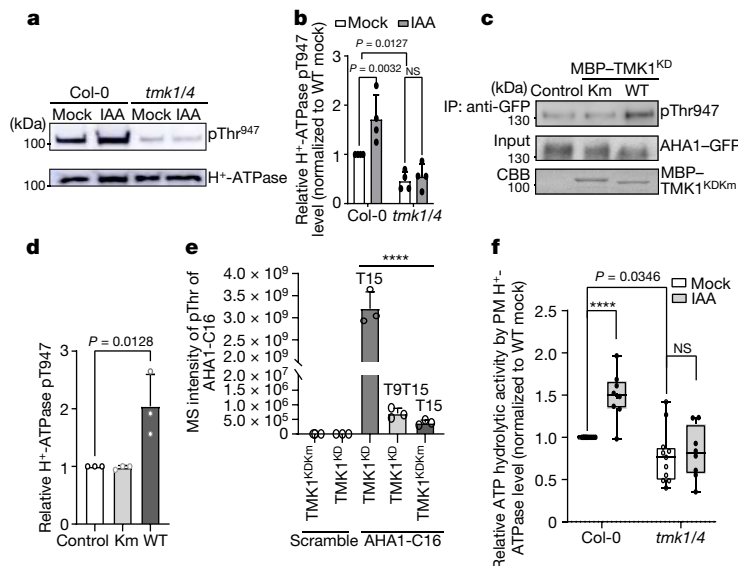 a
Col-0 tmk1/4
Mock IAA Mock IAA
(kDa)
100 pThr947
100 H+-ATPase
b
Mock IAA
P = 0.0127
P = 0.0032 NS
Relative H+-ATPase pT947
level (normalized to WT mock)
3
2
1
0
Col-0 tmk1/4
c
MBP–TMK1KD
(kDa) Control Km WT
IP: anti-GFP 130 pThr947
Input 130 AHA1–GFP
CBB 100 MBP–
TMK1KDKm
d
P = 0.0128
Relative H+-ATPase pT947
3
2
1
0
Control Km WT
e
****
MS intensity of pThr of
AHA1-C16
4.0 × 10⁹
3.5 × 10⁹
3.0 × 10⁹
2.5 × 10⁹
2.0 × 10⁷
1.5 × 10⁷
1.0 × 10⁷
5.0 × 10⁵
0
T15
T9T15
T15
TMK1KDKm
TMK1KD
TMK1KD
TMK1KD
TMK1KDKm
Scramble AHA1-C16
f
Mock
IAA
P = 0.0346
**** NS
Relative ATP hydrolytic activity by PM H+-
ATPase level (normalized to WT mock)
2.5
2.0
1.5
1.0
0.5
0
Col-0 tmk1/4